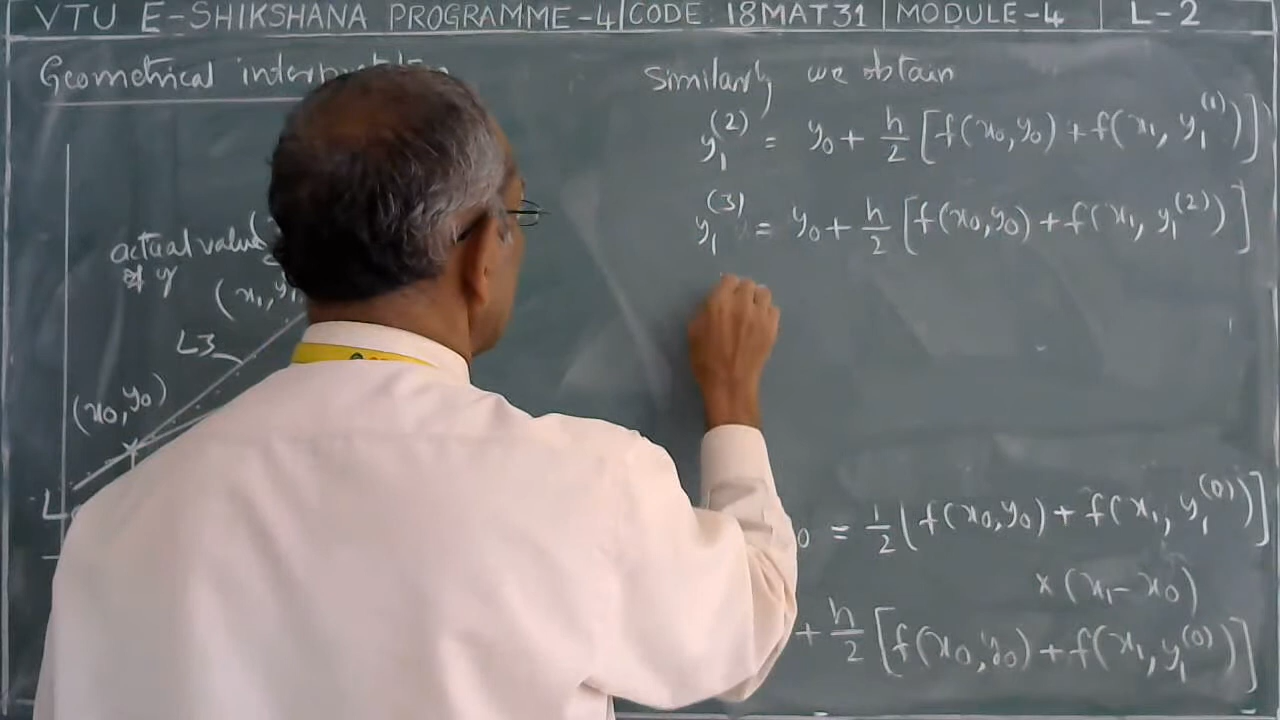 VTU E-SHIKSHANA PROGRAMME-4 | CODE 18MAT31 | MODULE-4 | L-2
Geometrical
actual value
of y
(x₁, y₁
L3
(x₀, y₀)
L
Similarly we obtain
y₁⁽²⁾ = y₀ + h/2 [f(x₀, y₀) + f(x₁, y₁⁽¹⁾)]
y₁⁽³⁾ = y₀ + h/2 [f(x₀, y₀) + f(x₁, y₁⁽²⁾)]
₀ = 1/2 [f(x₀, y₀) + f(x₁, y₁⁽⁰⁾)]
× (x₁ - x₀)
+ h/2 [f(x₀, y₀) + f(x₁, y₁⁽⁰⁾)]